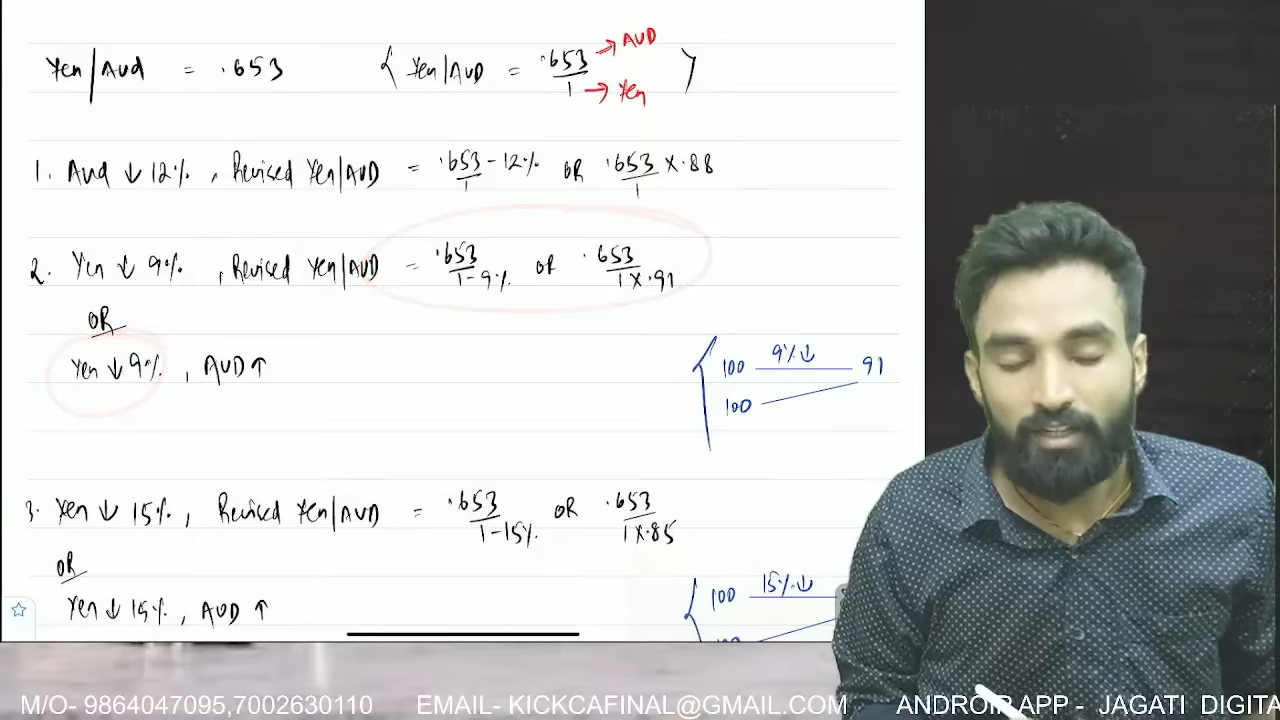 Yen/Aud = .653 { Yen/AUD = .653/1 → AUD → Yen }
1. Aud ↓ 12%, Revised Yen/AUD = .653 - 12%/1 OR .653/1 × .88
2. Yen ↓ 9%, Revised Yen/AUD = .653/1-9% OR .653/1×.91
OR
Yen ↓ 9%, AUD ↑
100 9%↓ 91
100
3. Yen ↓ 15%, Revised Yen/AUD = .653/1-15% OR .653/1×.85
OR
Yen ↓ 15%, AUD ↑
100 15%↓
M/O- 9864047095,7002630110 EMAIL- KICKCAFINAL@GMAIL.COM ANDROID APP - JAGATI DIGITA